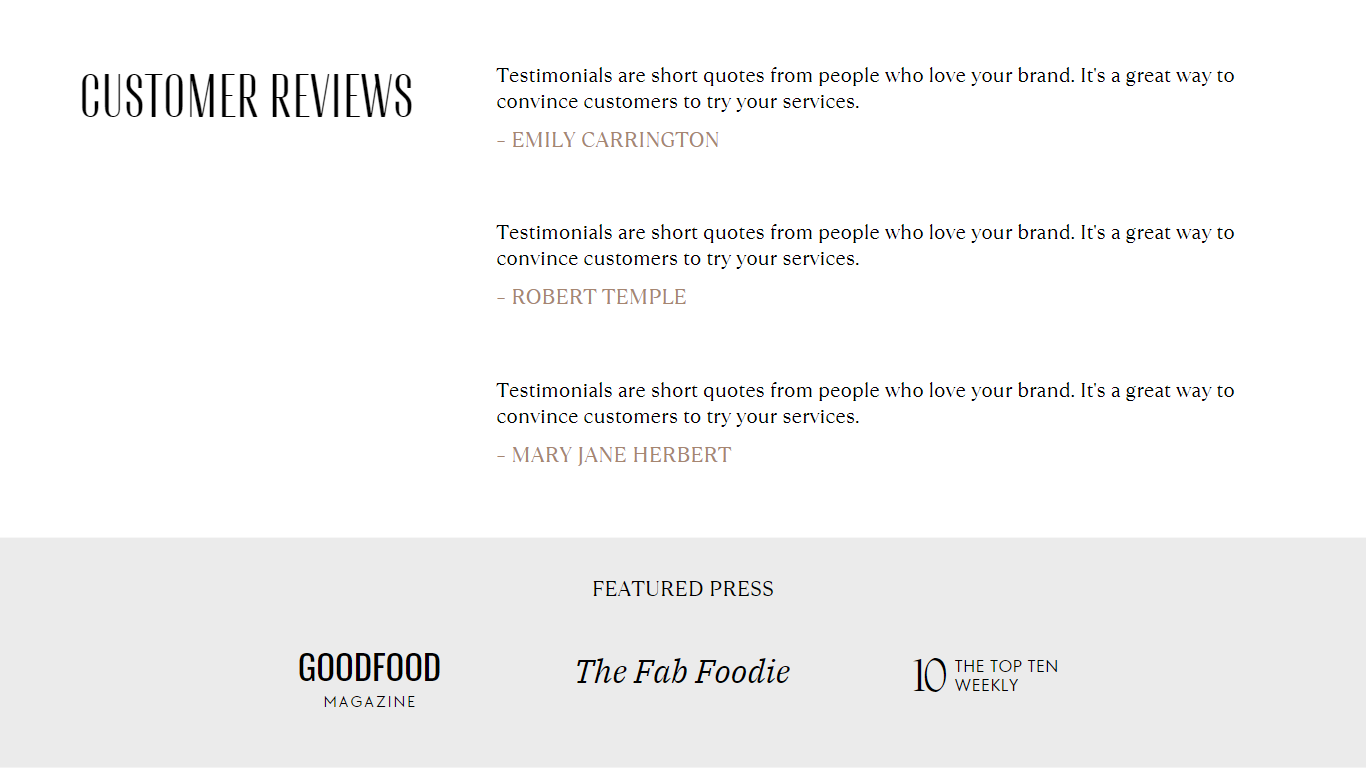 CUSTOMER REVIEWS
Testimonials are short quotes from people who love your brand. It's a great way to
convince customers to try your services.
– EMILY CARRINGTON
Testimonials are short quotes from people who love your brand. It's a great way to
convince customers to try your services.
– ROBERT TEMPLE
Testimonials are short quotes from people who love your brand. It's a great way to
convince customers to try your services.
– MARY JANE HERBERT
FEATURED PRESS
GOODFOOD
MAGAZINE
The Fab Foodie
10 THE TOP TEN
WEEKLY